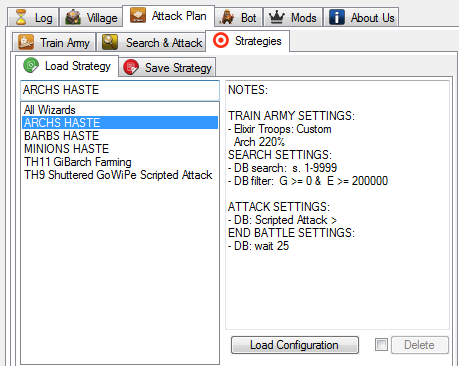 Log Village Attack Plan Bot Mods About Us
Train Army Search & Attack Strategies
Load Strategy Save Strategy
ARCHS HASTE
All Wizards
ARCHS HASTE
BARBS HASTE
MINIONS HASTE
TH11 GiBarch Farming
TH9 Shuttered GoWiPe Scripted Attack
NOTES:
TRAIN ARMY SETTINGS:
- Elixir Troops: Custom
Arch 220%
SEARCH SETTINGS:
- DB search: s. 1-9999
- DB filter: G >= 0 & E >= 200000
ATTACK SETTINGS:
- DB: Scripted Attack >
END BATTLE SETTINGS:
- DB: wait 25
Load Configuration Delete